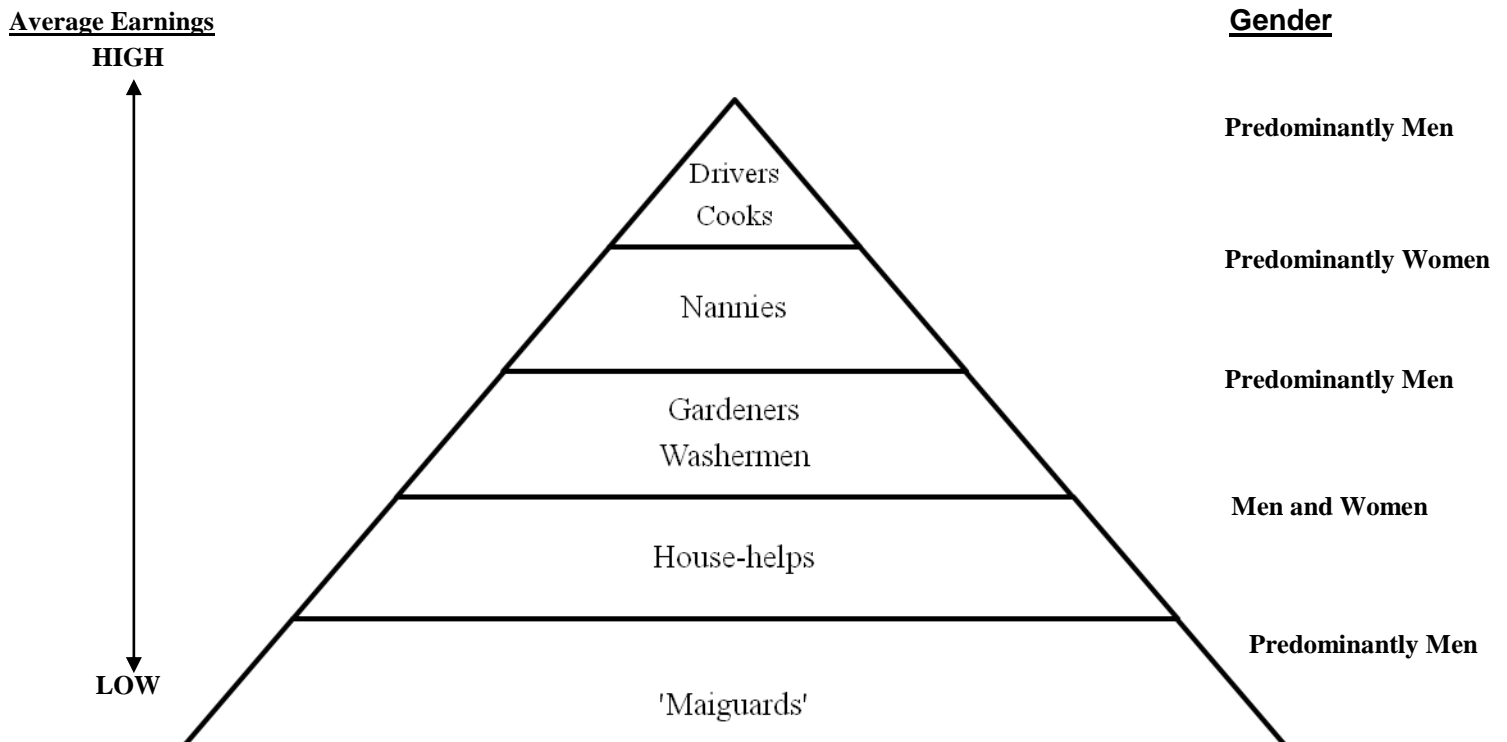 Average Earnings
HIGH
Gender
Predominantly Men
Drivers
Cooks
Predominantly Women
Nannies
Predominantly Men
Gardeners
Washermen
Men and Women
House-helps
Predominantly Men
LOW
'Maiguards'